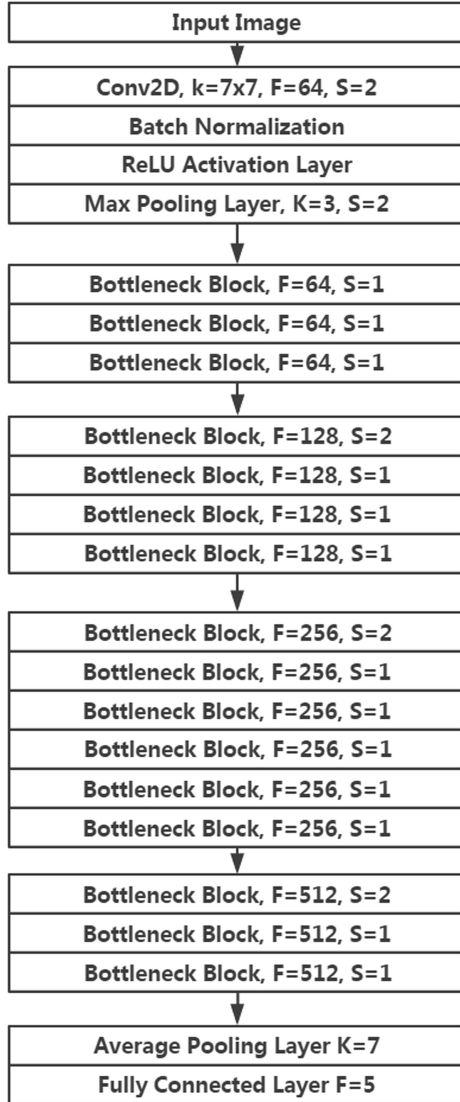 Input Image
Conv2D, k=7x7, F=64, S=2
Batch Normalization
ReLU Activation Layer
Max Pooling Layer, K=3, S=2
Bottleneck Block, F=64, S=1
Bottleneck Block, F=64, S=1
Bottleneck Block, F=64, S=1
Bottleneck Block, F=128, S=2
Bottleneck Block, F=128, S=1
Bottleneck Block, F=128, S=1
Bottleneck Block, F=128, S=1
Bottleneck Block, F=256, S=2
Bottleneck Block, F=256, S=1
Bottleneck Block, F=256, S=1
Bottleneck Block, F=256, S=1
Bottleneck Block, F=256, S=1
Bottleneck Block, F=256, S=1
Bottleneck Block, F=512, S=2
Bottleneck Block, F=512, S=1
Bottleneck Block, F=512, S=1
Average Pooling Layer K=7
Fully Connected Layer F=5